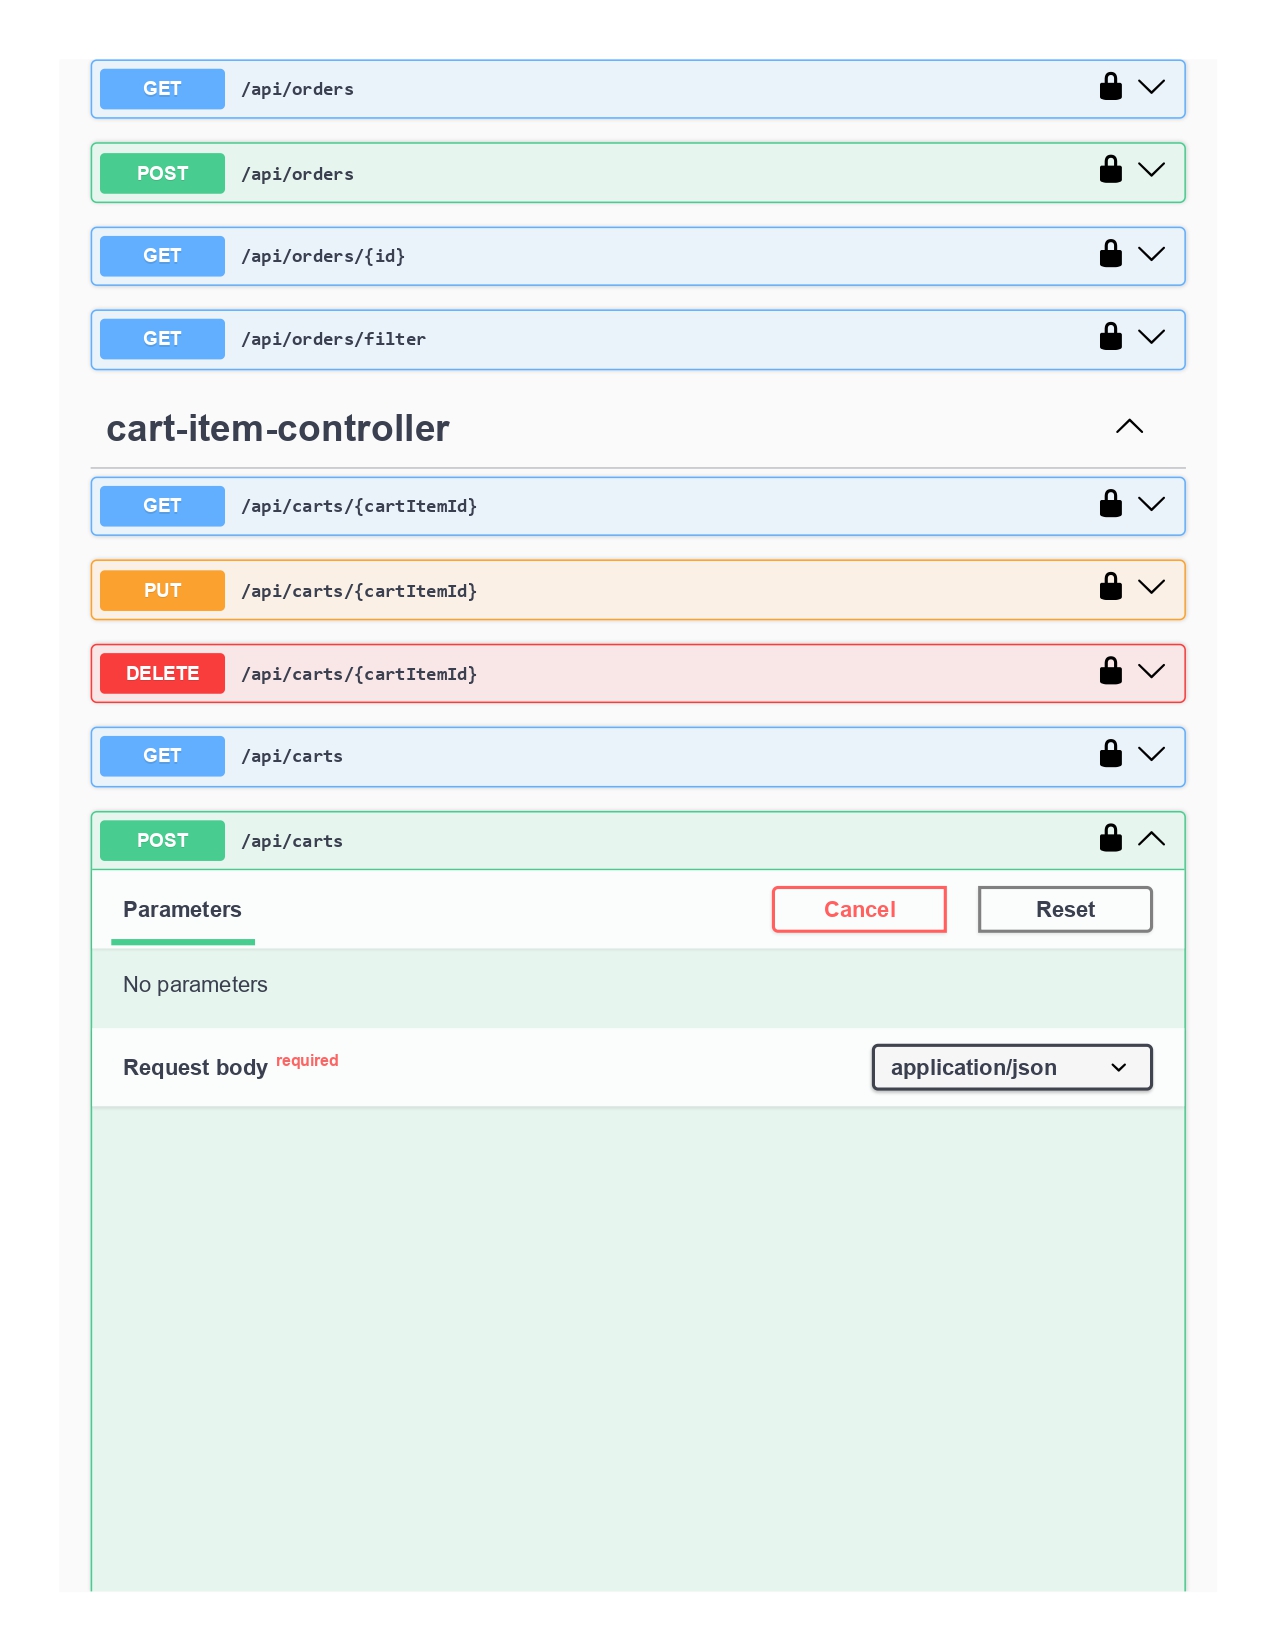 GET /api/orders
POST /api/orders
GET /api/orders/{id}
GET /api/orders/filter
cart-item-controller
GET /api/carts/{cartItemId}
PUT /api/carts/{cartItemId}
DELETE /api/carts/{cartItemId}
GET /api/carts
POST /api/carts
Parameters Cancel Reset
No parameters
Request body required application/json